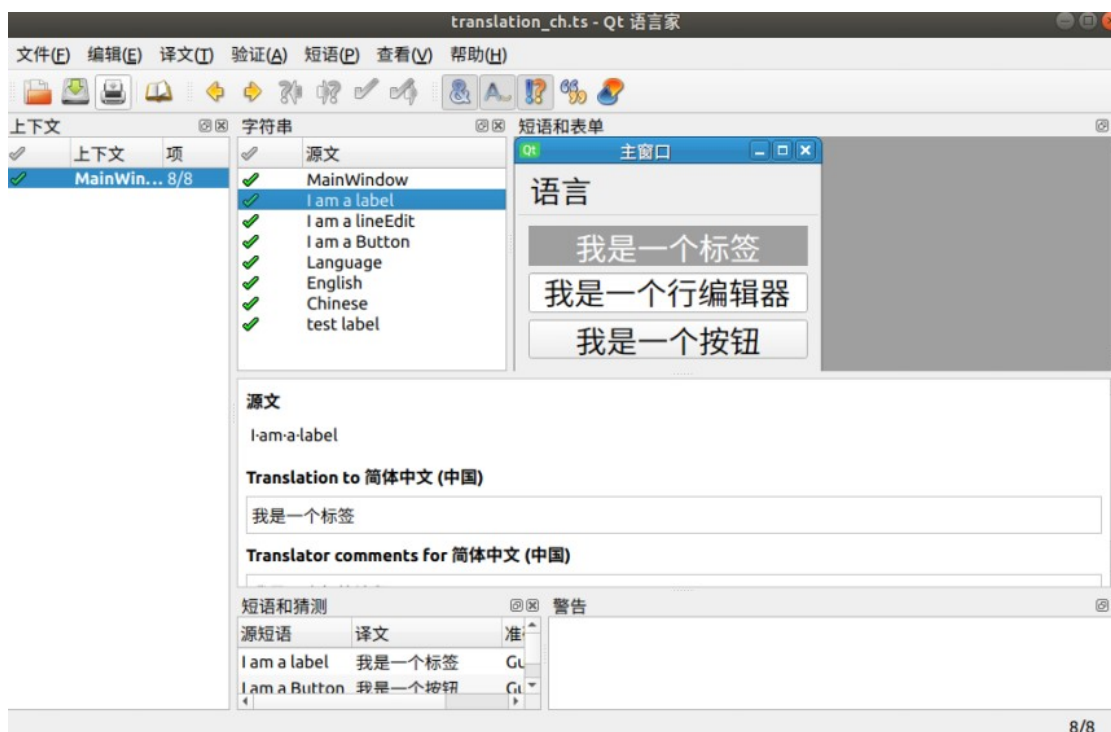 translation_ch.ts - Qt 语言家
文件(F) 编辑(E) 译文(T) 验证(A) 短语(P) 查看(V) 帮助(H)
上下文
上下文 项
MainWin... 8/8
字符串
源文
MainWindow
I am a label
I am a lineEdit
I am a Button
Language
English
Chinese
test label
短语和表单
主窗口
语言
我是一个标签
我是一个行编辑器
我是一个按钮
源文
I·am·a·label
Translation to 简体中文 (中国)
我是一个标签
Translator comments for 简体中文 (中国)
短语和猜测
源短语 译文
I am a label 我是一个标签 Gu
I am a Button 我是一个按钮 Gu
警告
8/8